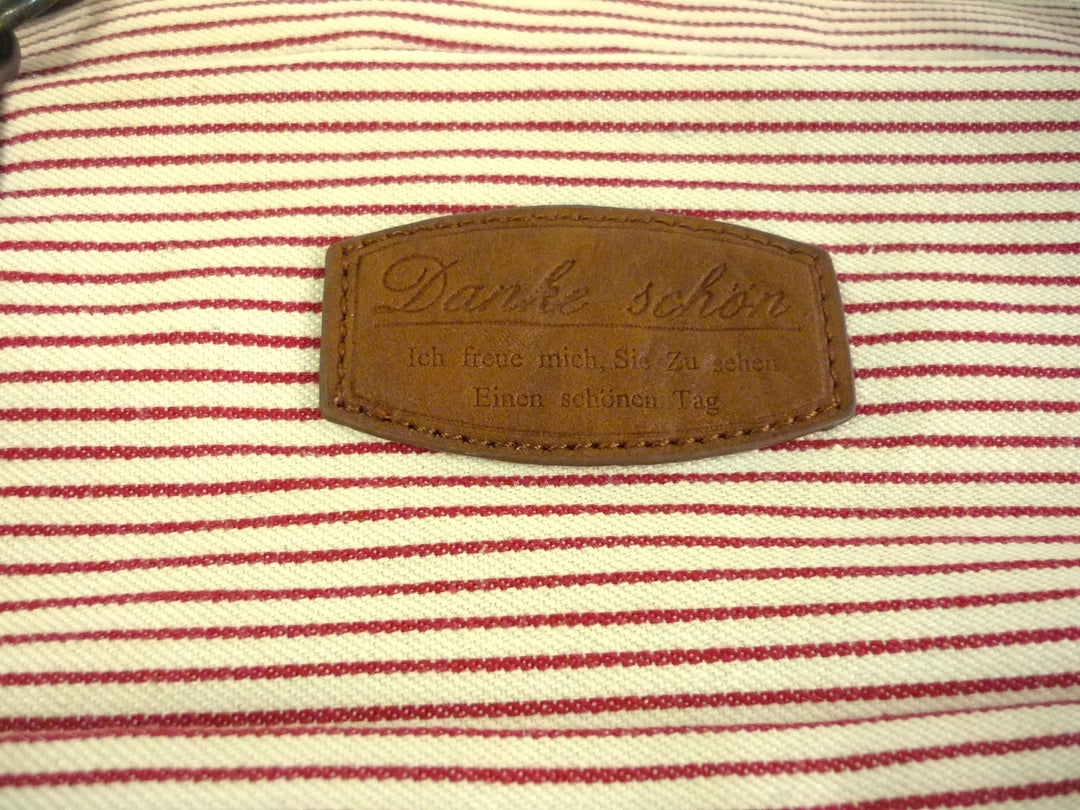 Danke schön
Ich freue mich, Sie Zu sehen
Einen schönen Tag